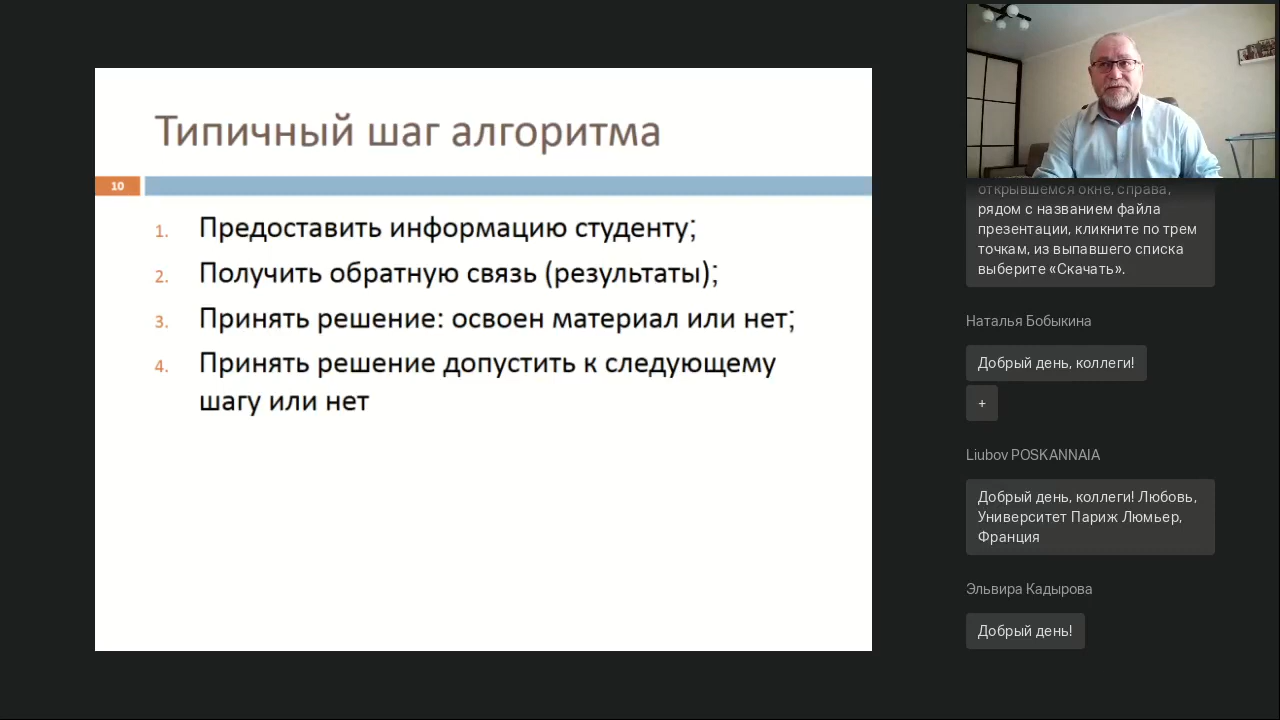 Типичный шаг алгоритма
10
1. Предоставить информацию студенту;
2. Получить обратную связь (результаты);
3. Принять решение: освоен материал или нет;
4. Принять решение допустить к следующему
шагу или нет
открывшемся окне, справа,
рядом с названием файла
презентации, кликните по трем
точкам, из выпавшего списка
выберите «Скачать».
Наталья Бобыкина
Добрый день, коллеги!
+
Liubov POSKANNAIA
Добрый день, коллеги! Любовь,
Университет Париж Люмьер,
Франция
Эльвира Кадырова
Добрый день!